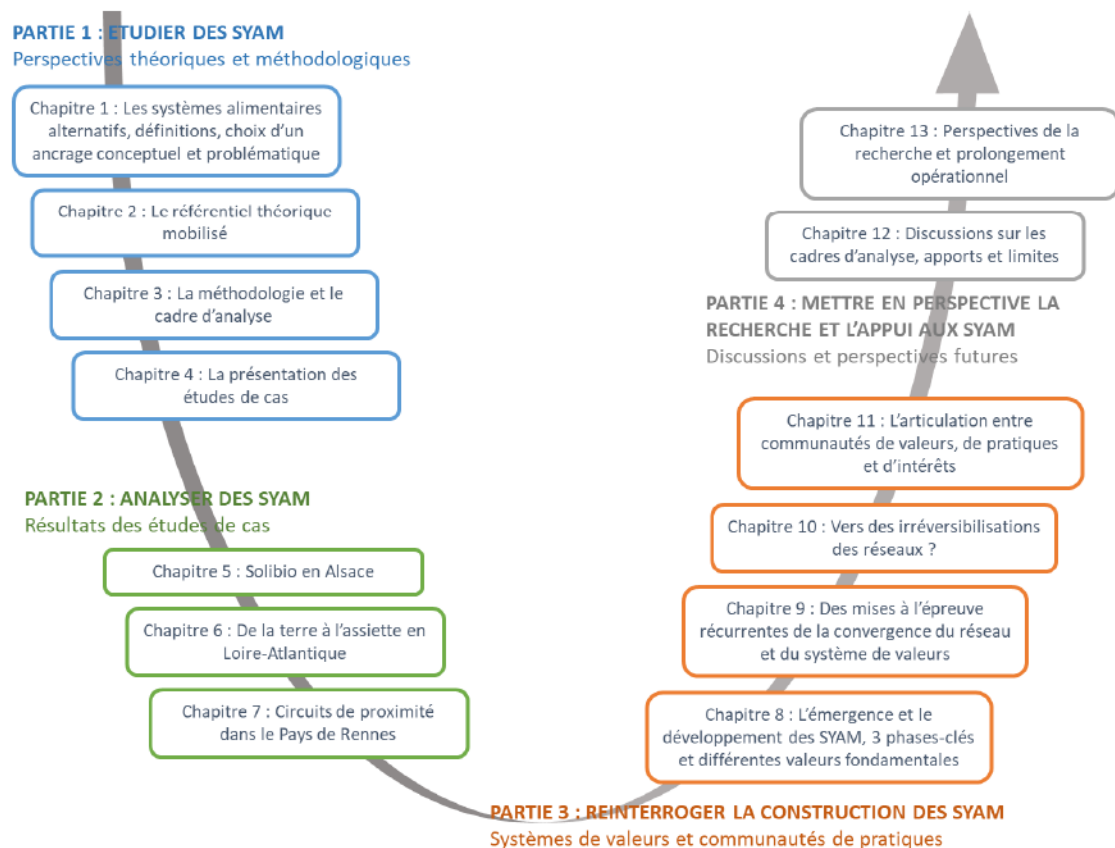 PARTIE 1 : ETUDIER DES SYAM
Perspectives théoriques et méthodologiques
Chapitre 1 : Les systèmes alimentaires
alternatifs, définitions, choix d'un
ancrage conceptuel et problématique
Chapitre 2 : Le référentiel théorique
mobilisé
Chapitre 3 : La méthodologie et le
cadre d'analyse
Chapitre 4 : La présentation des
études de cas
PARTIE 2 : ANALYSER DES SYAM
Résultats des études de cas
Chapitre 5 : Solibio en Alsace
Chapitre 6 : De la terre à l'assiette en
Loire-Atlantique
Chapitre 7 : Circuits de proximité
dans le Pays de Rennes
PARTIE 3 : REINTERROGER LA CONSTRUCTION DES SYAM
Systèmes de valeurs et communautés de pratiques
Chapitre 8 : L'émergence et le
développement des SYAM, 3 phases-clés
et différentes valeurs fondamentales
Chapitre 9 : Des mises à l'épreuve
récurrentes de la convergence du réseau
et du système de valeurs
Chapitre 10 : Vers des irréversibilisations
des réseaux ?
Chapitre 11 : L'articulation entre
communautés de valeurs, de pratiques
et d'intérêts
PARTIE 4 : METTRE EN PERSPECTIVE LA
RECHERCHE ET L'APPUI AUX SYAM
Discussions et perspectives futures
Chapitre 12 : Discussions sur les
cadres d'analyse, apports et limites
Chapitre 13 : Perspectives de la
recherche et prolongement
opérationnel